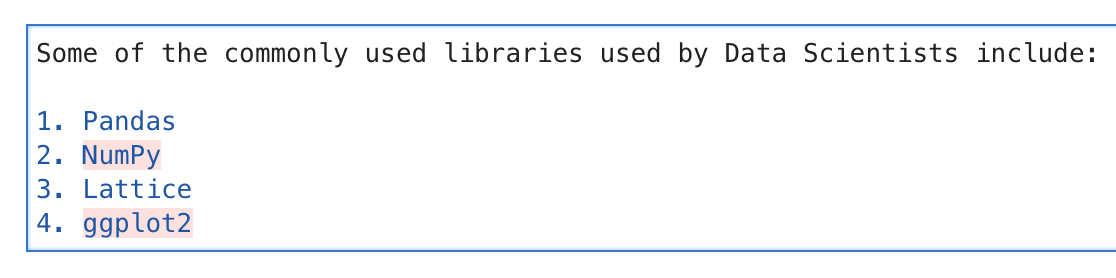 Some of the commonly used libraries used by Data Scientists include:
1. Pandas
2. NumPy
3. Lattice
4. ggplot2